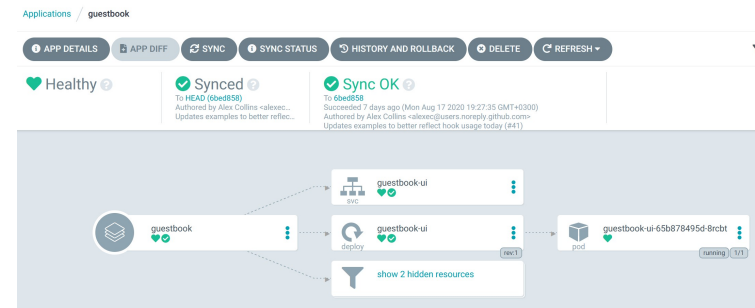 Applications / guestbook
APP DETAILS
APP DIFF
SYNC
SYNC STATUS
HISTORY AND ROLLBACK
DELETE
REFRESH
Healthy
Synced
To HEAD (6bed858)
Authored by Alex Collins <alexec...
Updates examples to better reflec...
Sync OK
To 6bed858
Succeeded 7 days ago (Mon Aug 17 2020 19:27:35 GMT+0300)
Authored by Alex Collins <alexec@users.noreply.github.com>
Updates examples to better reflect hook usage today (#41)
guestbook-ui
svc
guestbook
guestbook-ui
deploy
rev:1
guestbook-ui-65b878495d-8rcbt
pod
running 1/1
show 2 hidden resources